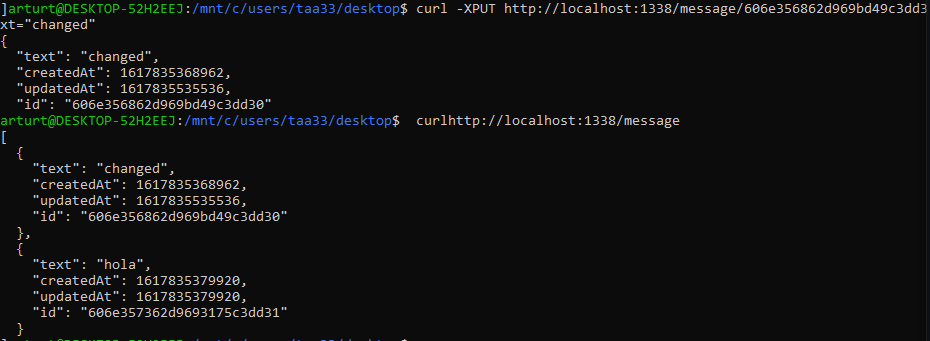 ]arturt@DESKTOP-52H2EEJ:/mnt/c/users/taa33/desktop$ curl -XPUT http://localhost:1338/message/606e356862d969bd49c3dd3
xt="changed"
{
  "text": "changed",
  "createdAt": 1617835368962,
  "updatedAt": 1617835535536,
  "id": "606e356862d969bd49c3dd30"
arturt@DESKTOP-52H2EEJ:/mnt/c/users/taa33/desktop$  curlhttp://localhost:1338/message
[
  {
    "text": "changed",
    "createdAt": 1617835368962,
    "updatedAt": 1617835535536,
    "id": "606e356862d969bd49c3dd30"
  },
  {
    "text": "hola",
    "createdAt": 1617835379920,
    "updatedAt": 1617835379920,
    "id": "606e357362d9693175c3dd31"
  }